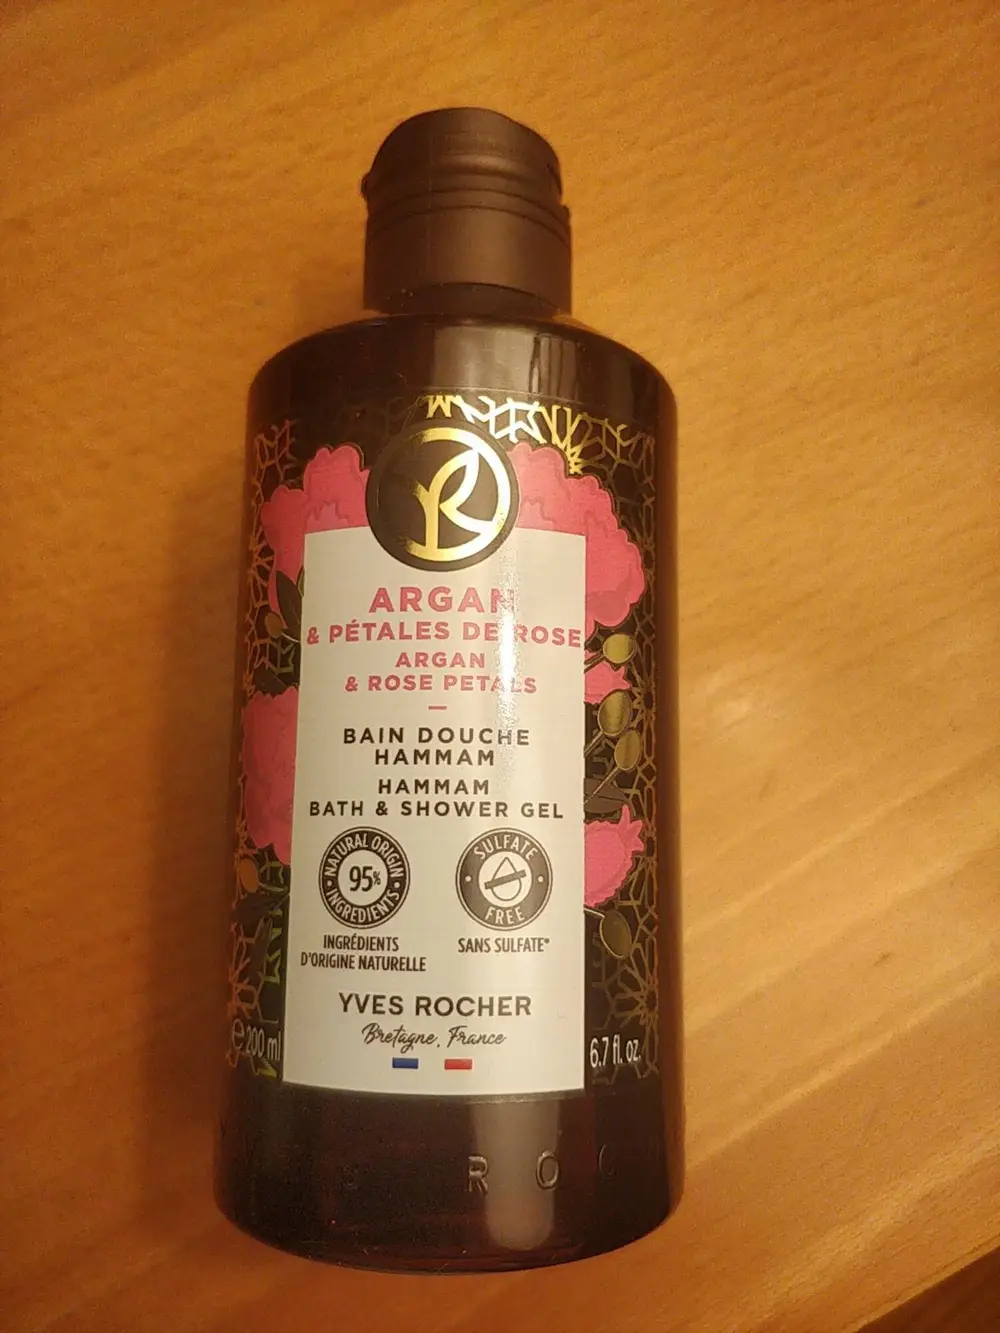 ARGAN
& PÉTALES DE ROSE
ARGAN
& ROSE PETALS
BAIN DOUCHE
HAMMAM
HAMMAM
BATH & SHOWER GEL
NATURAL ORIGIN
95%
INGREDIENTS
INGRÉDIENTS
D'ORIGINE NATURELLE
SULFATE
FREE
SANS SULFATE*
YVES ROCHER
Bretagne, France
e 200 ml
6.7 fl. oz.
R O C